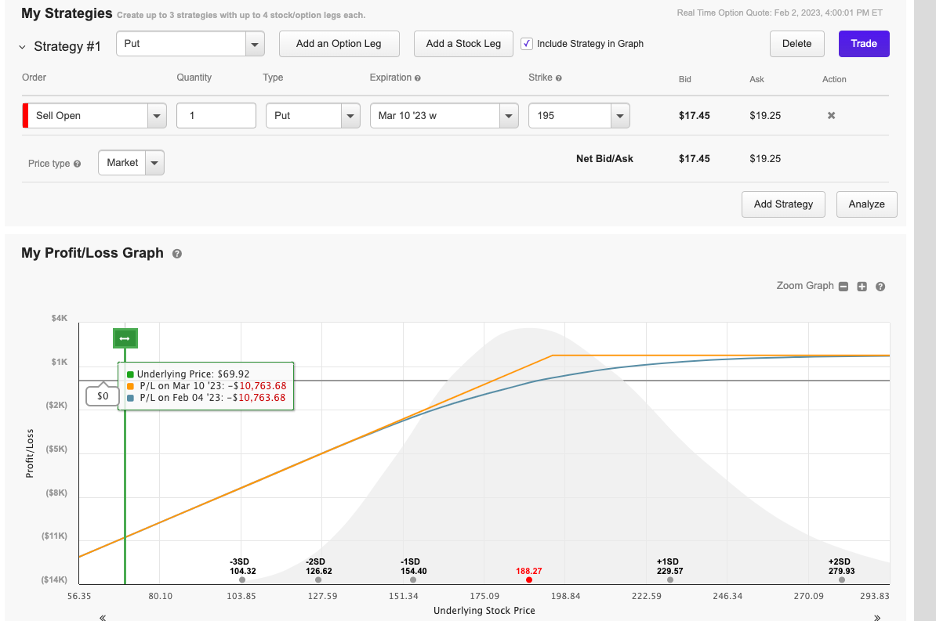 My Strategies Create up to 3 strategies with up to 4 stock/option legs each.
Real Time Option Quote: Feb 2, 2023, 4:00:01 PM ET
Strategy #1 Put Add an Option Leg Add a Stock Leg Include Strategy in Graph Delete Trade
Order Quantity Type Expiration Strike Bid Ask Action
Sell Open 1 Put Mar 10 '23 w 195 $17.45 $19.25
Price type Market Net Bid/Ask $17.45 $19.25
Add Strategy Analyze
My Profit/Loss Graph
Zoom Graph
$4K
$1K
($2K)
($5K)
($8K)
($11K)
($14K)
Profit/Loss
$0
Underlying Price: $69.92
P/L on Mar 10 '23: −$10,763.68
P/L on Feb 04 '23: −$10,763.68
-3SD -2SD -1SD +1SD +2SD
104.32 126.62 154.40 188.27 229.57 279.93
56.35 80.10 103.85 127.59 151.34 175.09 198.84 222.59 246.34 270.09 293.83
Underlying Stock Price
«
»